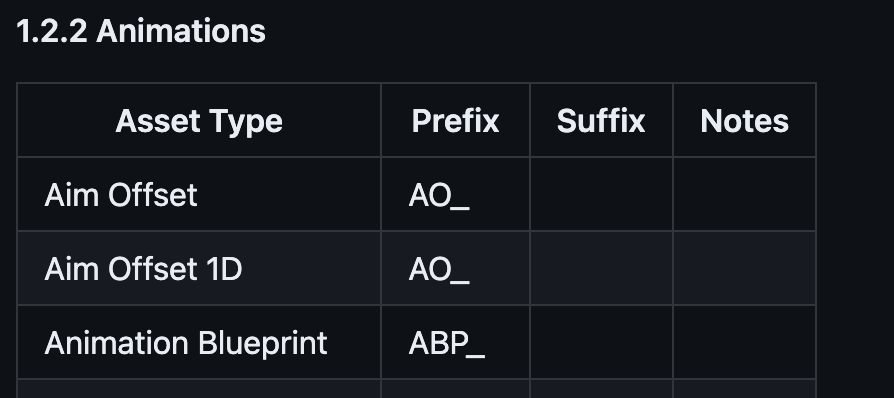 1.2.2 Animations
Asset Type Prefix Suffix Notes
Aim Offset AO_
Aim Offset 1D AO_
Animation Blueprint ABP_